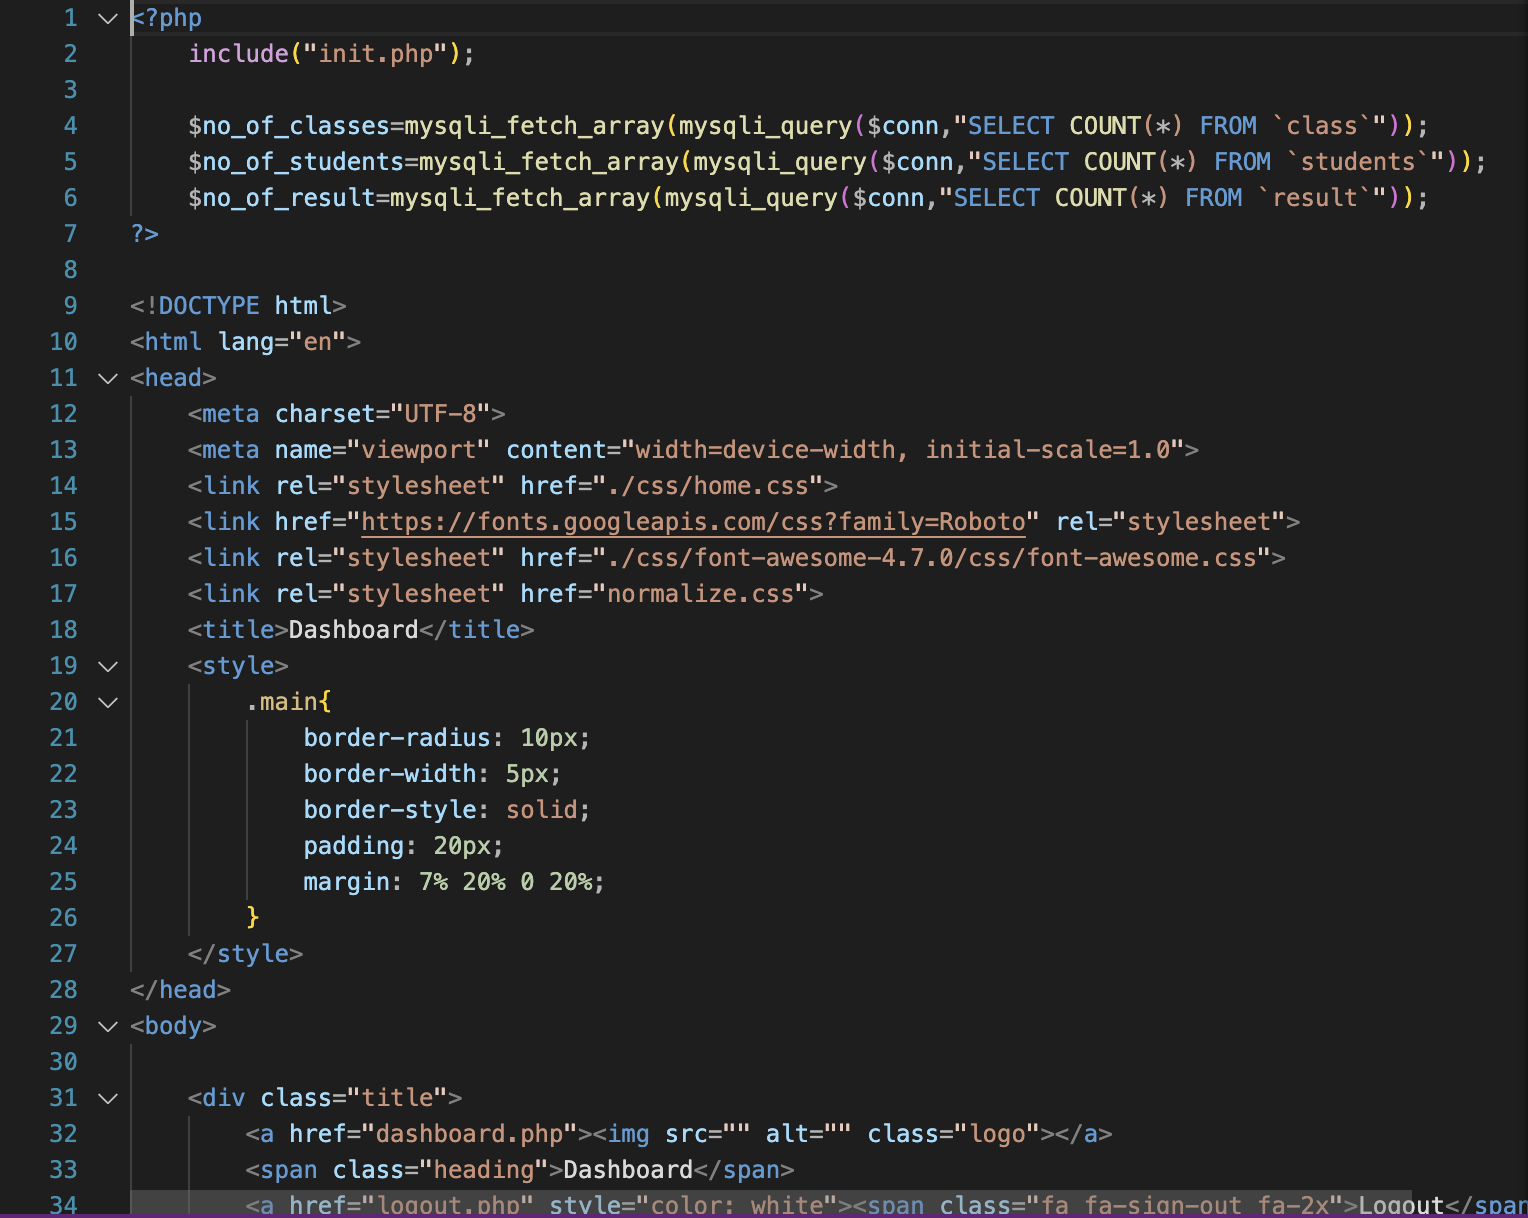 1 <?php
2 include("init.php");
3
4 $no_of_classes=mysqli_fetch_array(mysqli_query($conn,"SELECT COUNT(*) FROM `class`"));
5 $no_of_students=mysqli_fetch_array(mysqli_query($conn,"SELECT COUNT(*) FROM `students`"));
6 $no_of_result=mysqli_fetch_array(mysqli_query($conn,"SELECT COUNT(*) FROM `result`"));
7 ?>
8
9 <!DOCTYPE html>
10 <html lang="en">
11 <head>
12 <meta charset="UTF-8">
13 <meta name="viewport" content="width=device-width, initial-scale=1.0">
14 <link rel="stylesheet" href="./css/home.css">
15 <link href="https://fonts.googleapis.com/css?family=Roboto" rel="stylesheet">
16 <link rel="stylesheet" href="./css/font-awesome-4.7.0/css/font-awesome.css">
17 <link rel="stylesheet" href="normalize.css">
18 <title>Dashboard</title>
19 <style>
20 .main{
21 border-radius: 10px;
22 border-width: 5px;
23 border-style: solid;
24 padding: 20px;
25 margin: 7% 20% 0 20%;
26 }
27 </style>
28 </head>
29 <body>
30
31 <div class="title">
32 <a href="dashboard.php"><img src="" alt="" class="logo"></a>
33 <span class="heading">Dashboard</span>
34 <a href="logout.php" style="color: white"><span class="fa fa-sign-out fa-2x">Logout</span